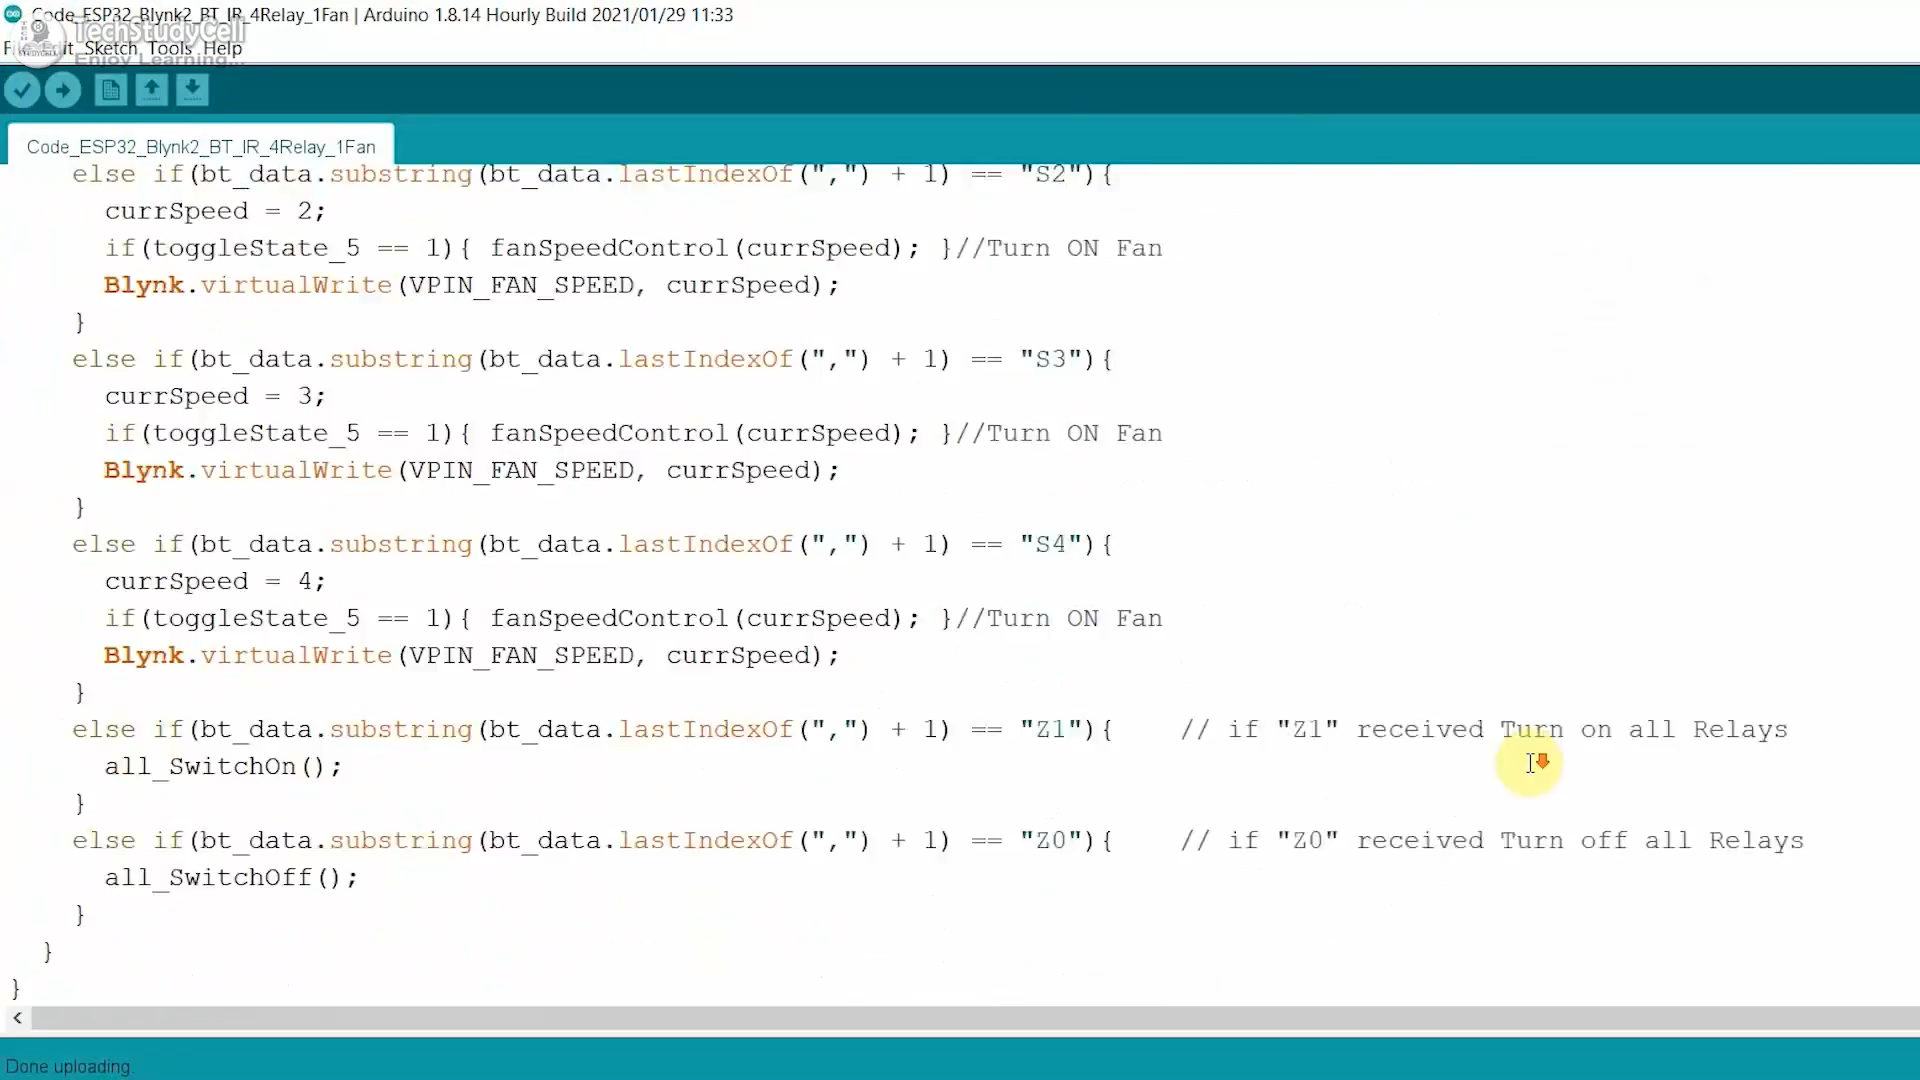 Code_ESP32_Blynk2_BT_IR_4Relay_1Fan | Arduino 1.8.14 Hourly Build 2021/01/29 11:33
TechStudyCell
File Edit Sketch Tools Help
Enjoy Learning...
Code_ESP32_Blynk2_BT_IR_4Relay_1Fan
else if(bt_data.substring(bt_data.lastIndexOf(",") + 1) == "S2"){
currSpeed = 2;
if(toggleState_5 == 1){ fanSpeedControl(currSpeed); }//Turn ON Fan
Blynk.virtualWrite(VPIN_FAN_SPEED, currSpeed);
}
else if(bt_data.substring(bt_data.lastIndexOf(",") + 1) == "S3"){
currSpeed = 3;
if(toggleState_5 == 1){ fanSpeedControl(currSpeed); }//Turn ON Fan
Blynk.virtualWrite(VPIN_FAN_SPEED, currSpeed);
}
else if(bt_data.substring(bt_data.lastIndexOf(",") + 1) == "S4"){
currSpeed = 4;
if(toggleState_5 == 1){ fanSpeedControl(currSpeed); }//Turn ON Fan
Blynk.virtualWrite(VPIN_FAN_SPEED, currSpeed);
}
else if(bt_data.substring(bt_data.lastIndexOf(",") + 1) == "Z1"){ // if "Z1" received Turn on all Relays
all_SwitchOn();
}
else if(bt_data.substring(bt_data.lastIndexOf(",") + 1) == "Z0"){ // if "Z0" received Turn off all Relays
all_SwitchOff();
}
}
}
Done uploading.